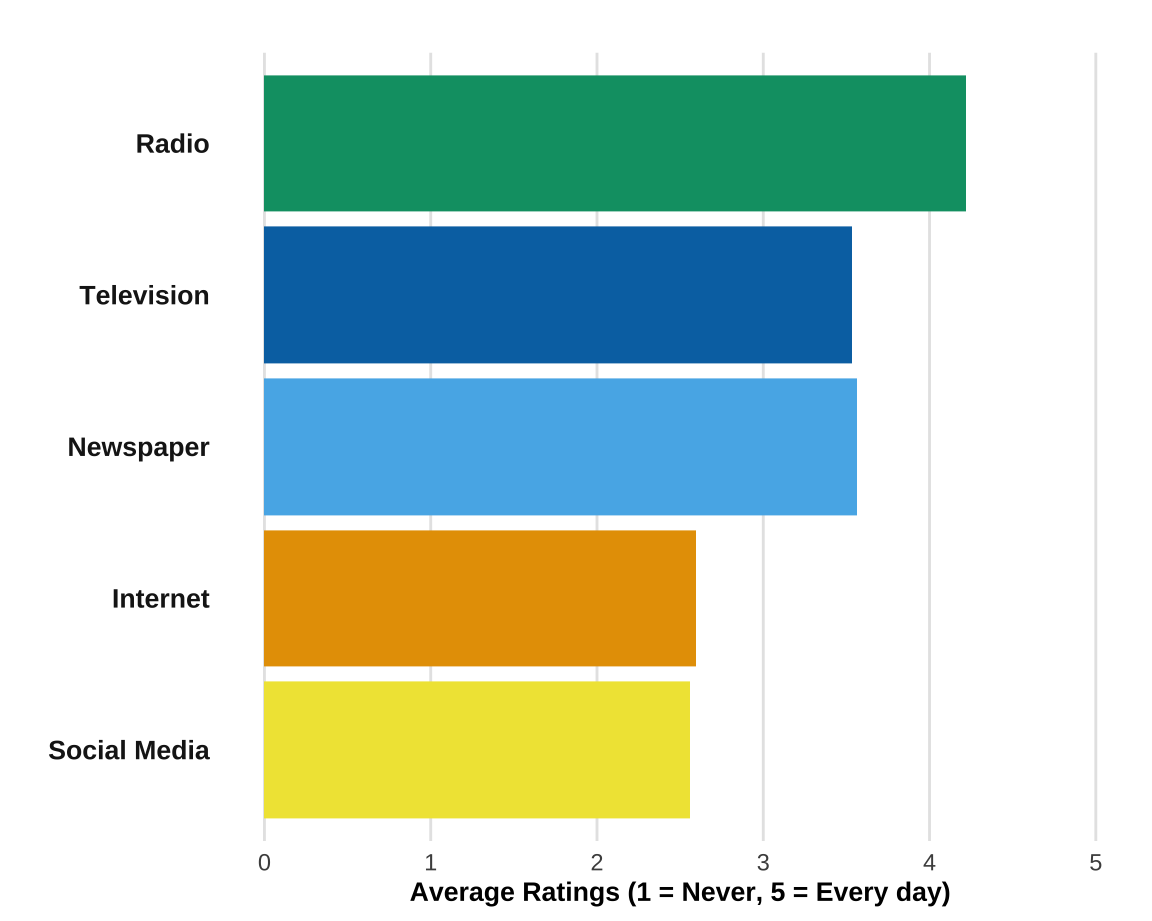 Radio
Television
Newspaper
Internet
Social Media
0 1 2 3 4 5
Average Ratings (1 = Never, 5 = Every day)